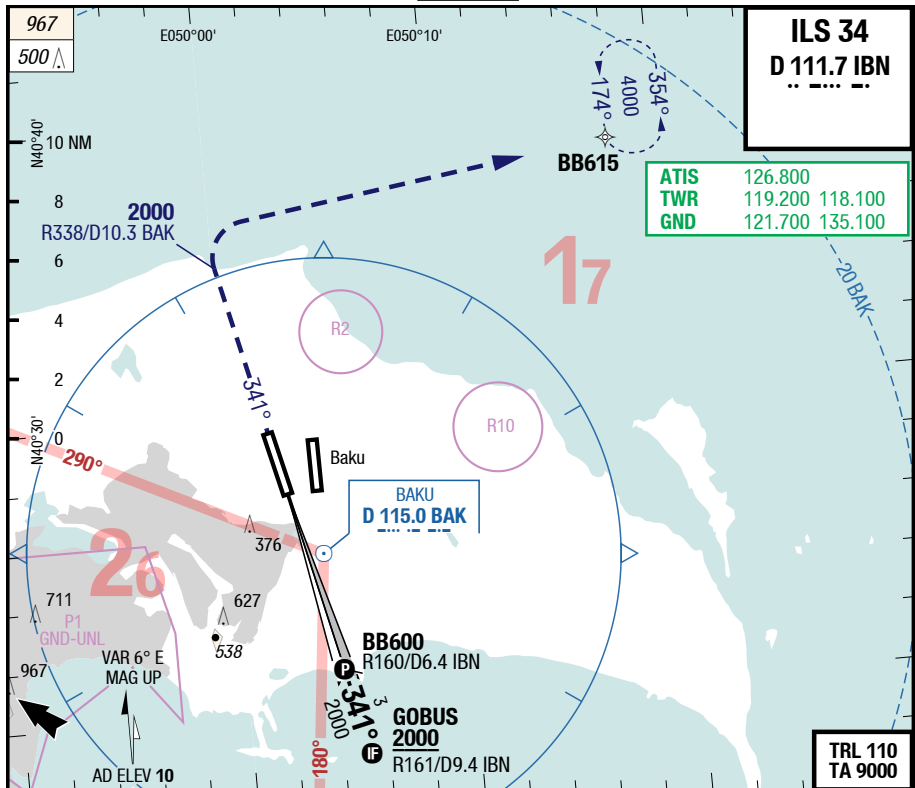 967
500
E050°00'
E050°10'
ILS 34
D 111.7 IBN
174°
4000
354°
BB615
N40°40'
10 NM
8
6
4
2
0
N40°30'
ATIS 126.800
TWR 119.200 118.100
GND 121.700 135.100
2000
R338/D10.3 BAK
17
20 BAK
R2
R10
341°
Baku
290°
BAKU
D 115.0 BAK
376
26
711
P1
GND-UNL
627
538
967
VAR 6° E
MAG UP
AD ELEV 10
BB600
R160/D6.4 IBN
P
341°
3
2000
GOBUS
2000
IF
R161/D9.4 IBN
180°
TRL 110
TA 9000